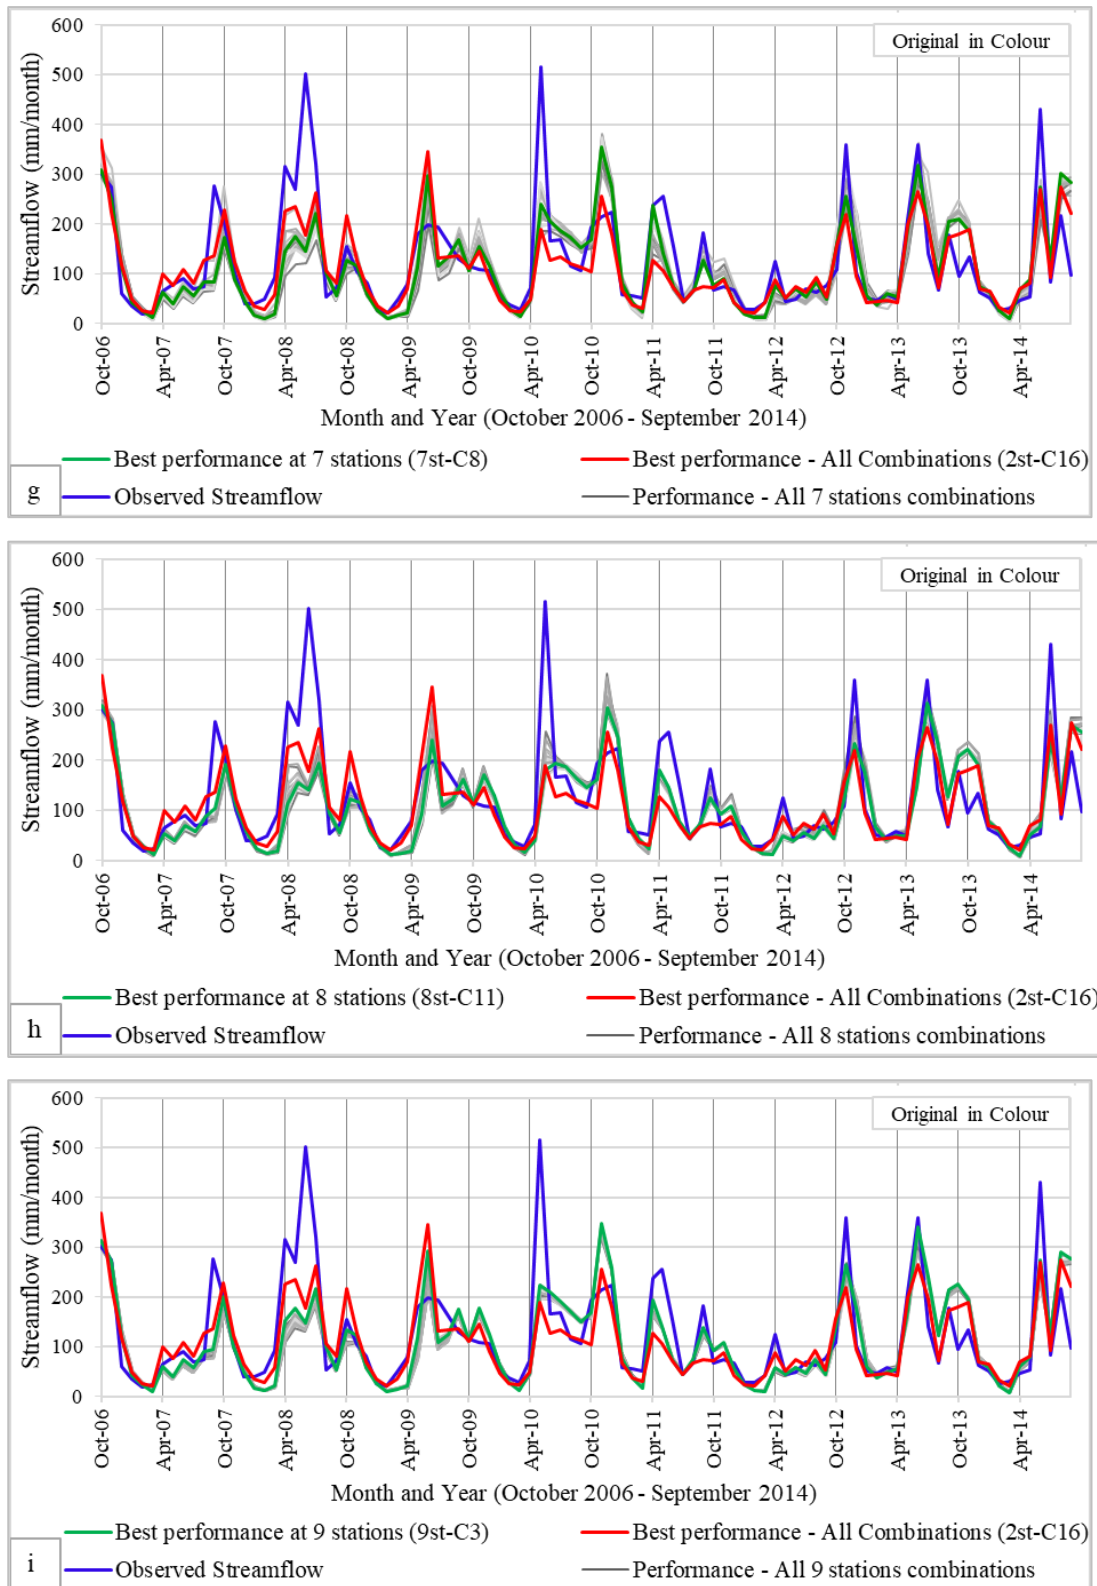 600
Original in Colour
500
400
300
200
100
0
Streamflow (mm/month)
Oct-06
Apr-07
Oct-07
Apr-08
Oct-08
Apr-09
Oct-09
Apr-10
Oct-10
Apr-11
Oct-11
Apr-12
Oct-12
Apr-13
Oct-13
Apr-14
Month and Year (October 2006 - September 2014)
Best performance at 7 stations (7st-C8)
Best performance - All Combinations (2st-C16)
Observed Streamflow
Performance - All 7 stations combinations
g
600
Original in Colour
500
400
300
200
100
0
Streamflow (mm/month)
Oct-06
Apr-07
Oct-07
Apr-08
Oct-08
Apr-09
Oct-09
Apr-10
Oct-10
Apr-11
Oct-11
Apr-12
Oct-12
Apr-13
Oct-13
Apr-14
Month and Year (October 2006 - September 2014)
Best performance at 8 stations (8st-C11)
Best performance - All Combinations (2st-C16)
Observed Streamflow
Performance - All 8 stations combinations
h
600
Original in Colour
500
400
300
200
100
0
Streamflow (mm/month)
Oct-06
Apr-07
Oct-07
Apr-08
Oct-08
Apr-09
Oct-09
Apr-10
Oct-10
Apr-11
Oct-11
Apr-12
Oct-12
Apr-13
Oct-13
Apr-14
Month and Year (October 2006 - September 2014)
Best performance at 9 stations (9st-C3)
Best performance - All Combinations (2st-C16)
Observed Streamflow
Performance - All 9 stations combinations
i